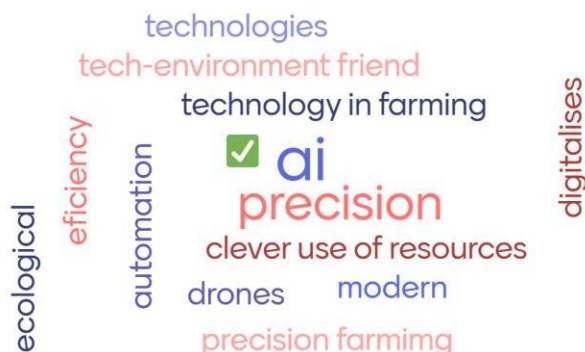 technologies
tech-environment friend
technology in farming
digitalises
eficiency
automation
✅ ai
precision
ecological
clever use of resources
drones
modern
precision farmimg